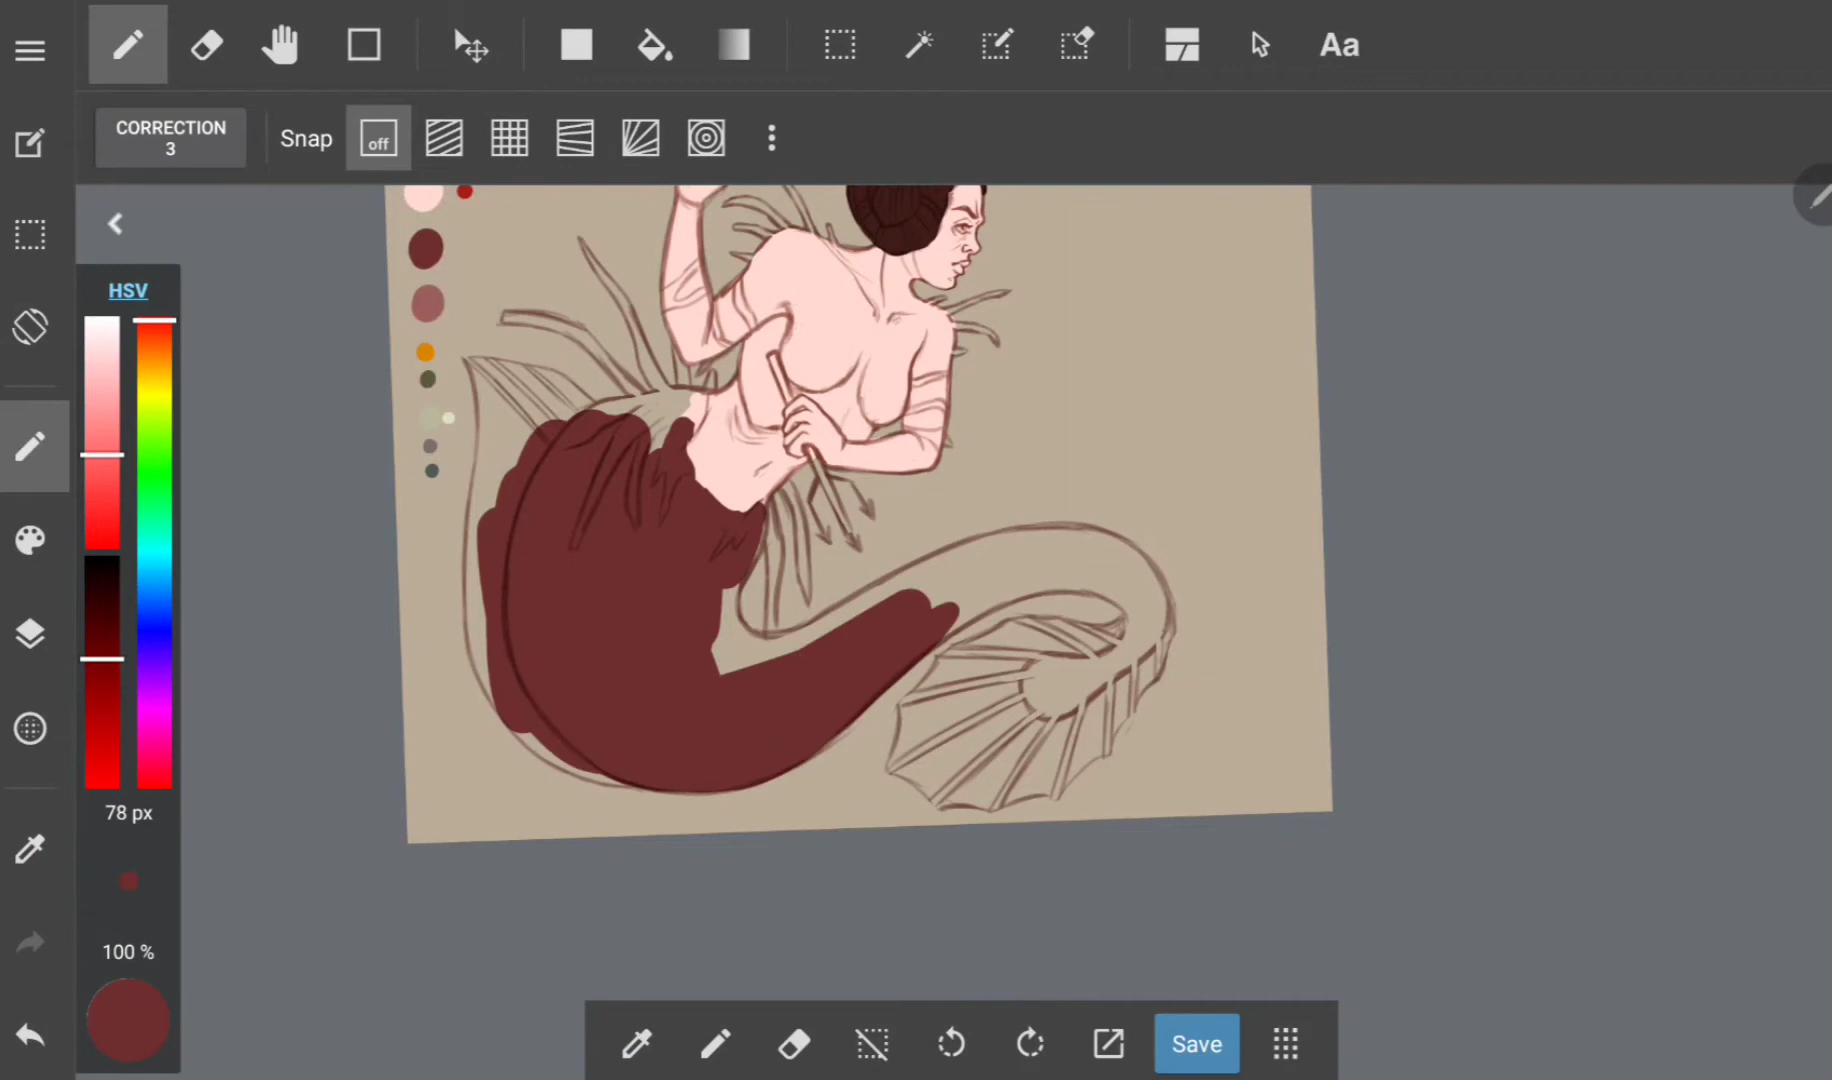 Aa
CORRECTION
3
Snap
off
HSV
78 px
100 %
Save